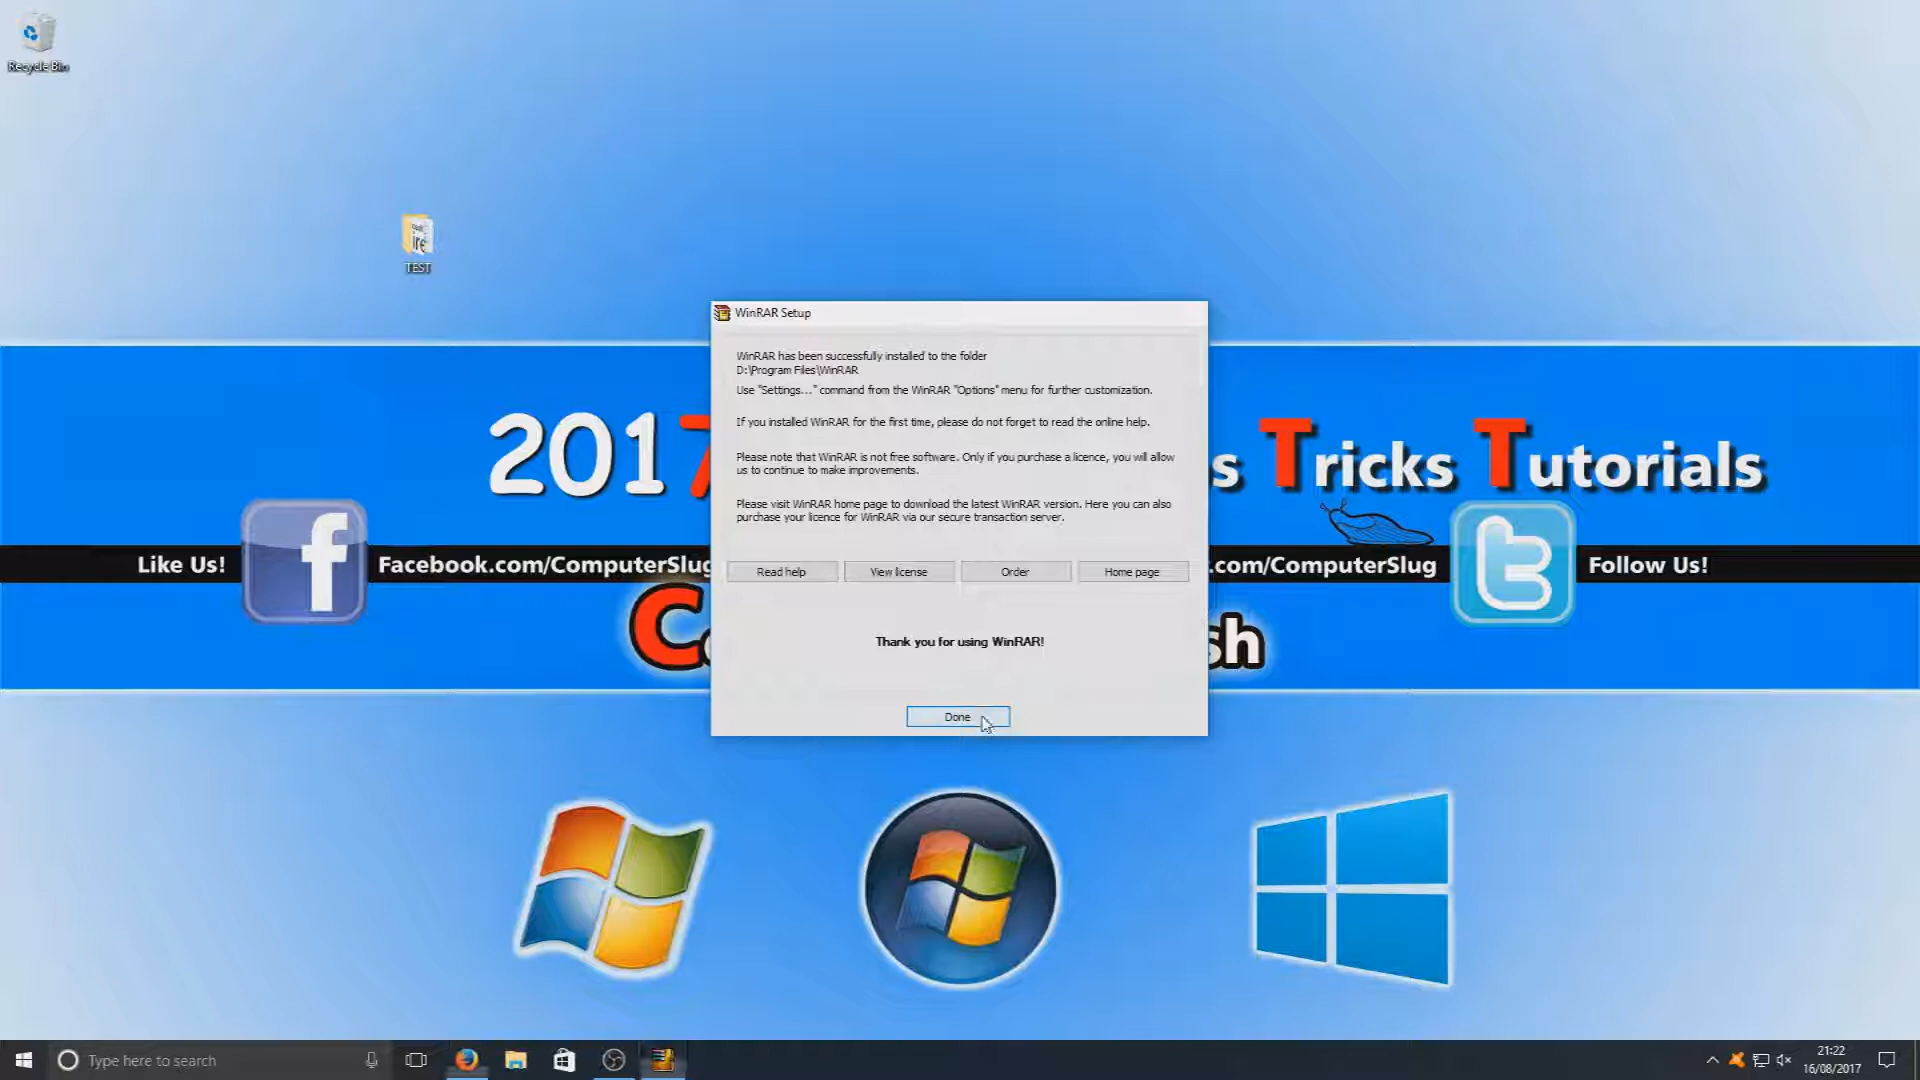 Recycle Bin
TEST
WinRAR Setup
WinRAR has been successfully installed to the folder
D:\Program Files\WinRAR
Use "Settings..." command from the WinRAR "Options" menu for further customization.
If you installed WinRAR for the first time, please do not forget to read the online help.
Please note that WinRAR is not free software. Only if you purchase a licence, you will allow
us to continue to make improvements.
Please visit WinRAR home page to download the latest WinRAR version. Here you can also
purchase your licence for WinRAR via our secure transaction server.
Read help
View license
Order
Home page
Thank you for using WinRAR!
Done
2017
s Tricks Tutorials
Like Us!
Facebook.com/ComputerSlug
.com/ComputerSlug
Follow Us!
C
sh
Type here to search
21:22
16/08/2017